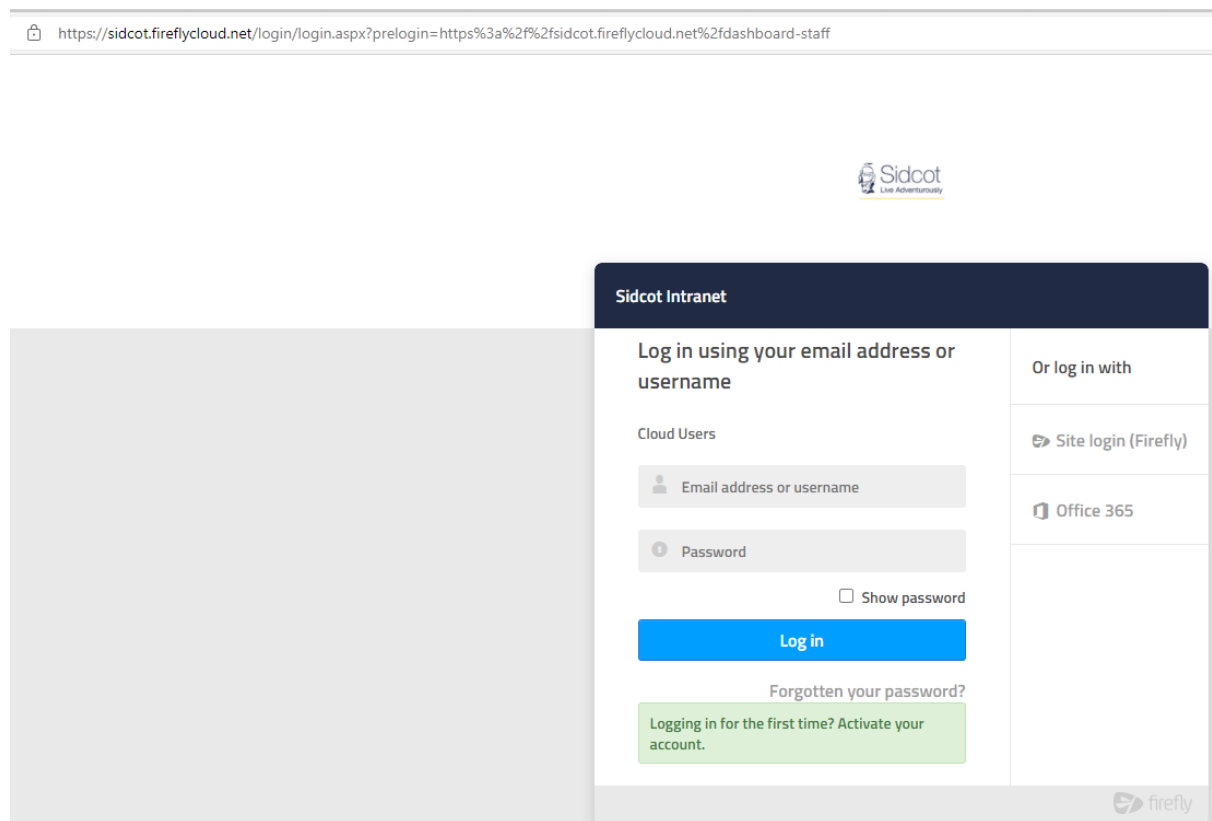 https://sidcot.fireflycloud.net/login/login.aspx?prelogin=https%3a%2f%2fsidcot.fireflycloud.net%2fdashboard-staff
Sidcot
Live Adventurously
Sidcot Intranet
Log in using your email address or
username
Cloud Users
Email address or username
Password
Show password
Log in
Forgotten your password?
Logging in for the first time? Activate your
account.
Or log in with
Site login (Firefly)
Office 365
firefly